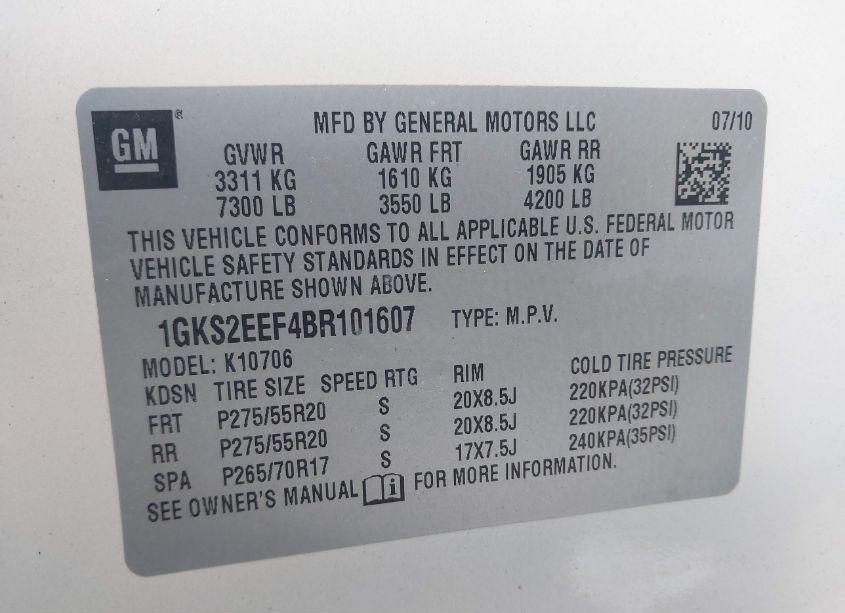 GM ® MFD BY GENERAL MOTORS LLC 07/10
GVWR GAWR FRT GAWR RR
3311 KG 1610 KG 1905 KG
7300 LB 3550 LB 4200 LB
THIS VEHICLE CONFORMS TO ALL APPLICABLE U.S. FEDERAL MOTOR
VEHICLE SAFETY STANDARDS IN EFFECT ON THE DATE OF
MANUFACTURE SHOWN ABOVE.
1GKS2EEF4BR101607 TYPE: M.P.V.
MODEL: K10706
KDSN TIRE SIZE SPEED RTG RIM COLD TIRE PRESSURE
FRT P275/55R20 S 20X8.5J 220KPA(32PSI)
RR P275/55R20 S 20X8.5J 220KPA(32PSI)
SPA P265/70R17 S 17X7.5J 240KPA(35PSI)
SEE OWNER'S MANUAL i FOR MORE INFORMATION.